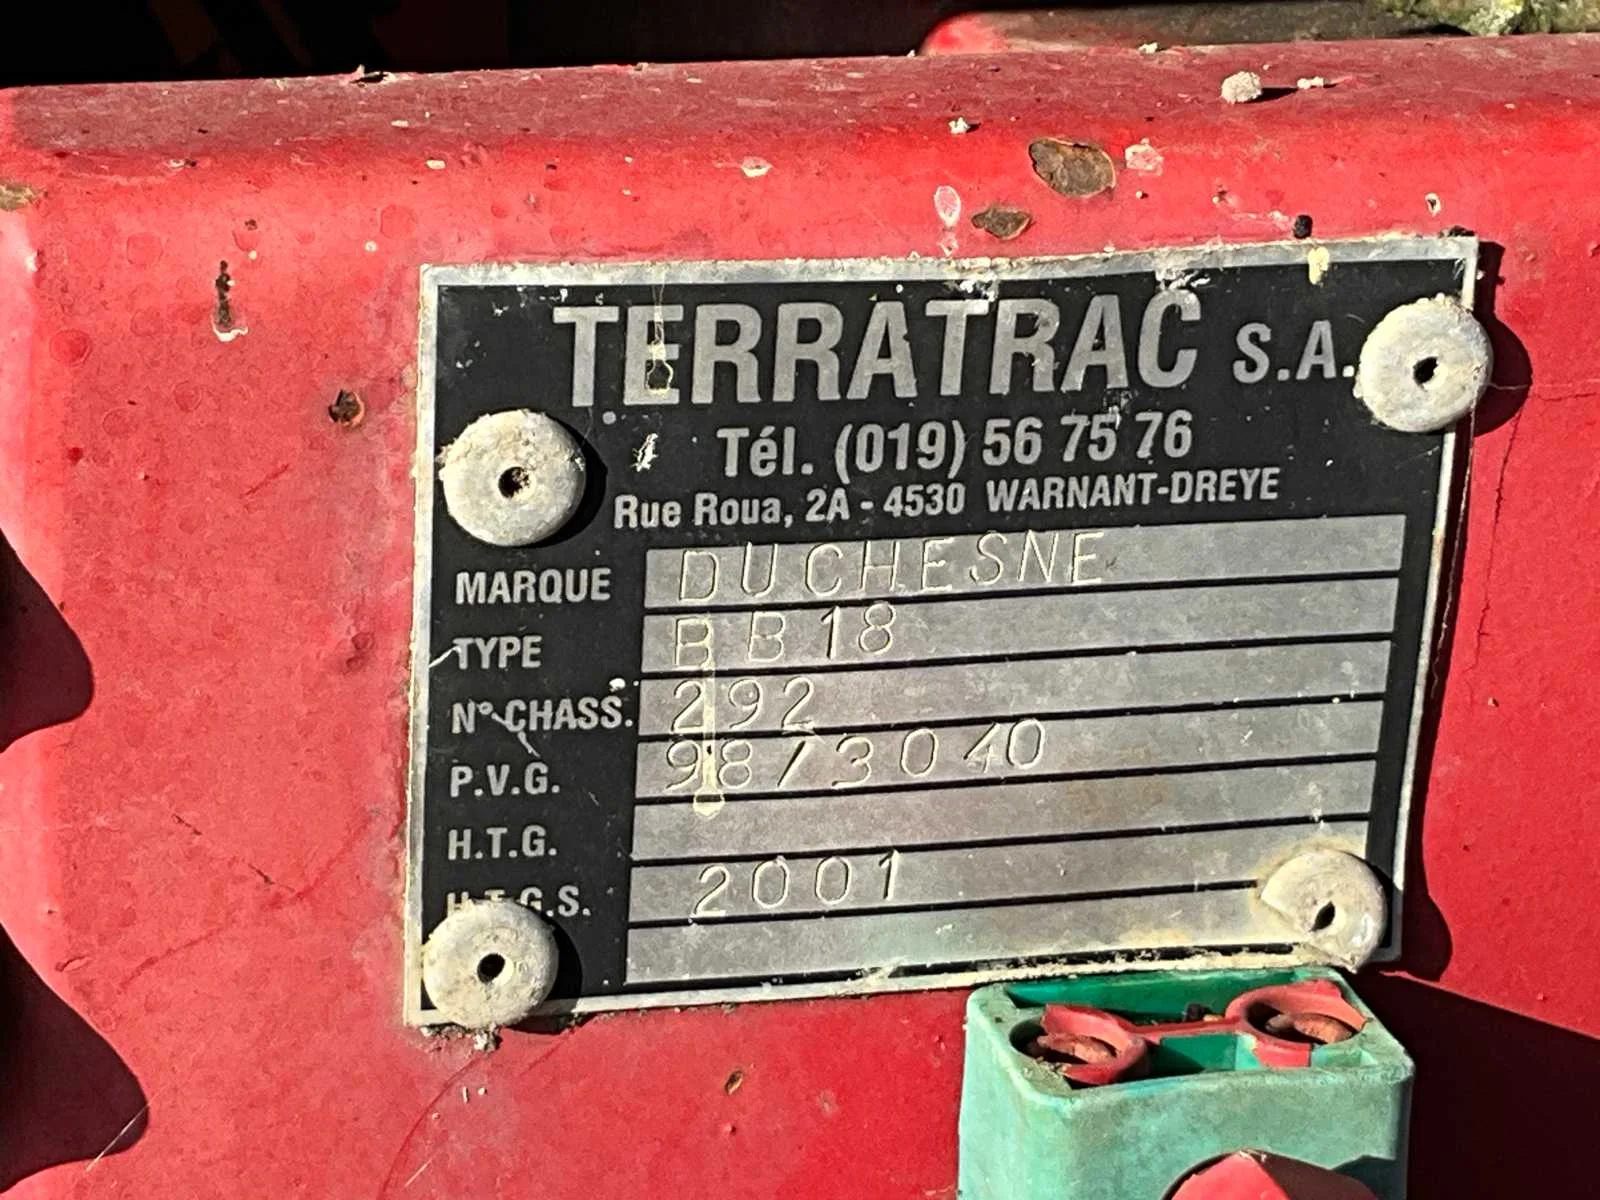 TERRATRAC S.A.
Tél. (019) 56 75 76
Rue Roua, 2A - 4530 WARNANT-DREYE
MARQUE DUCHESNE
TYPE BB18
N° CHASS. 292
P.V.G. 98/3040
H.T.G.
H.T.G.S. 2001